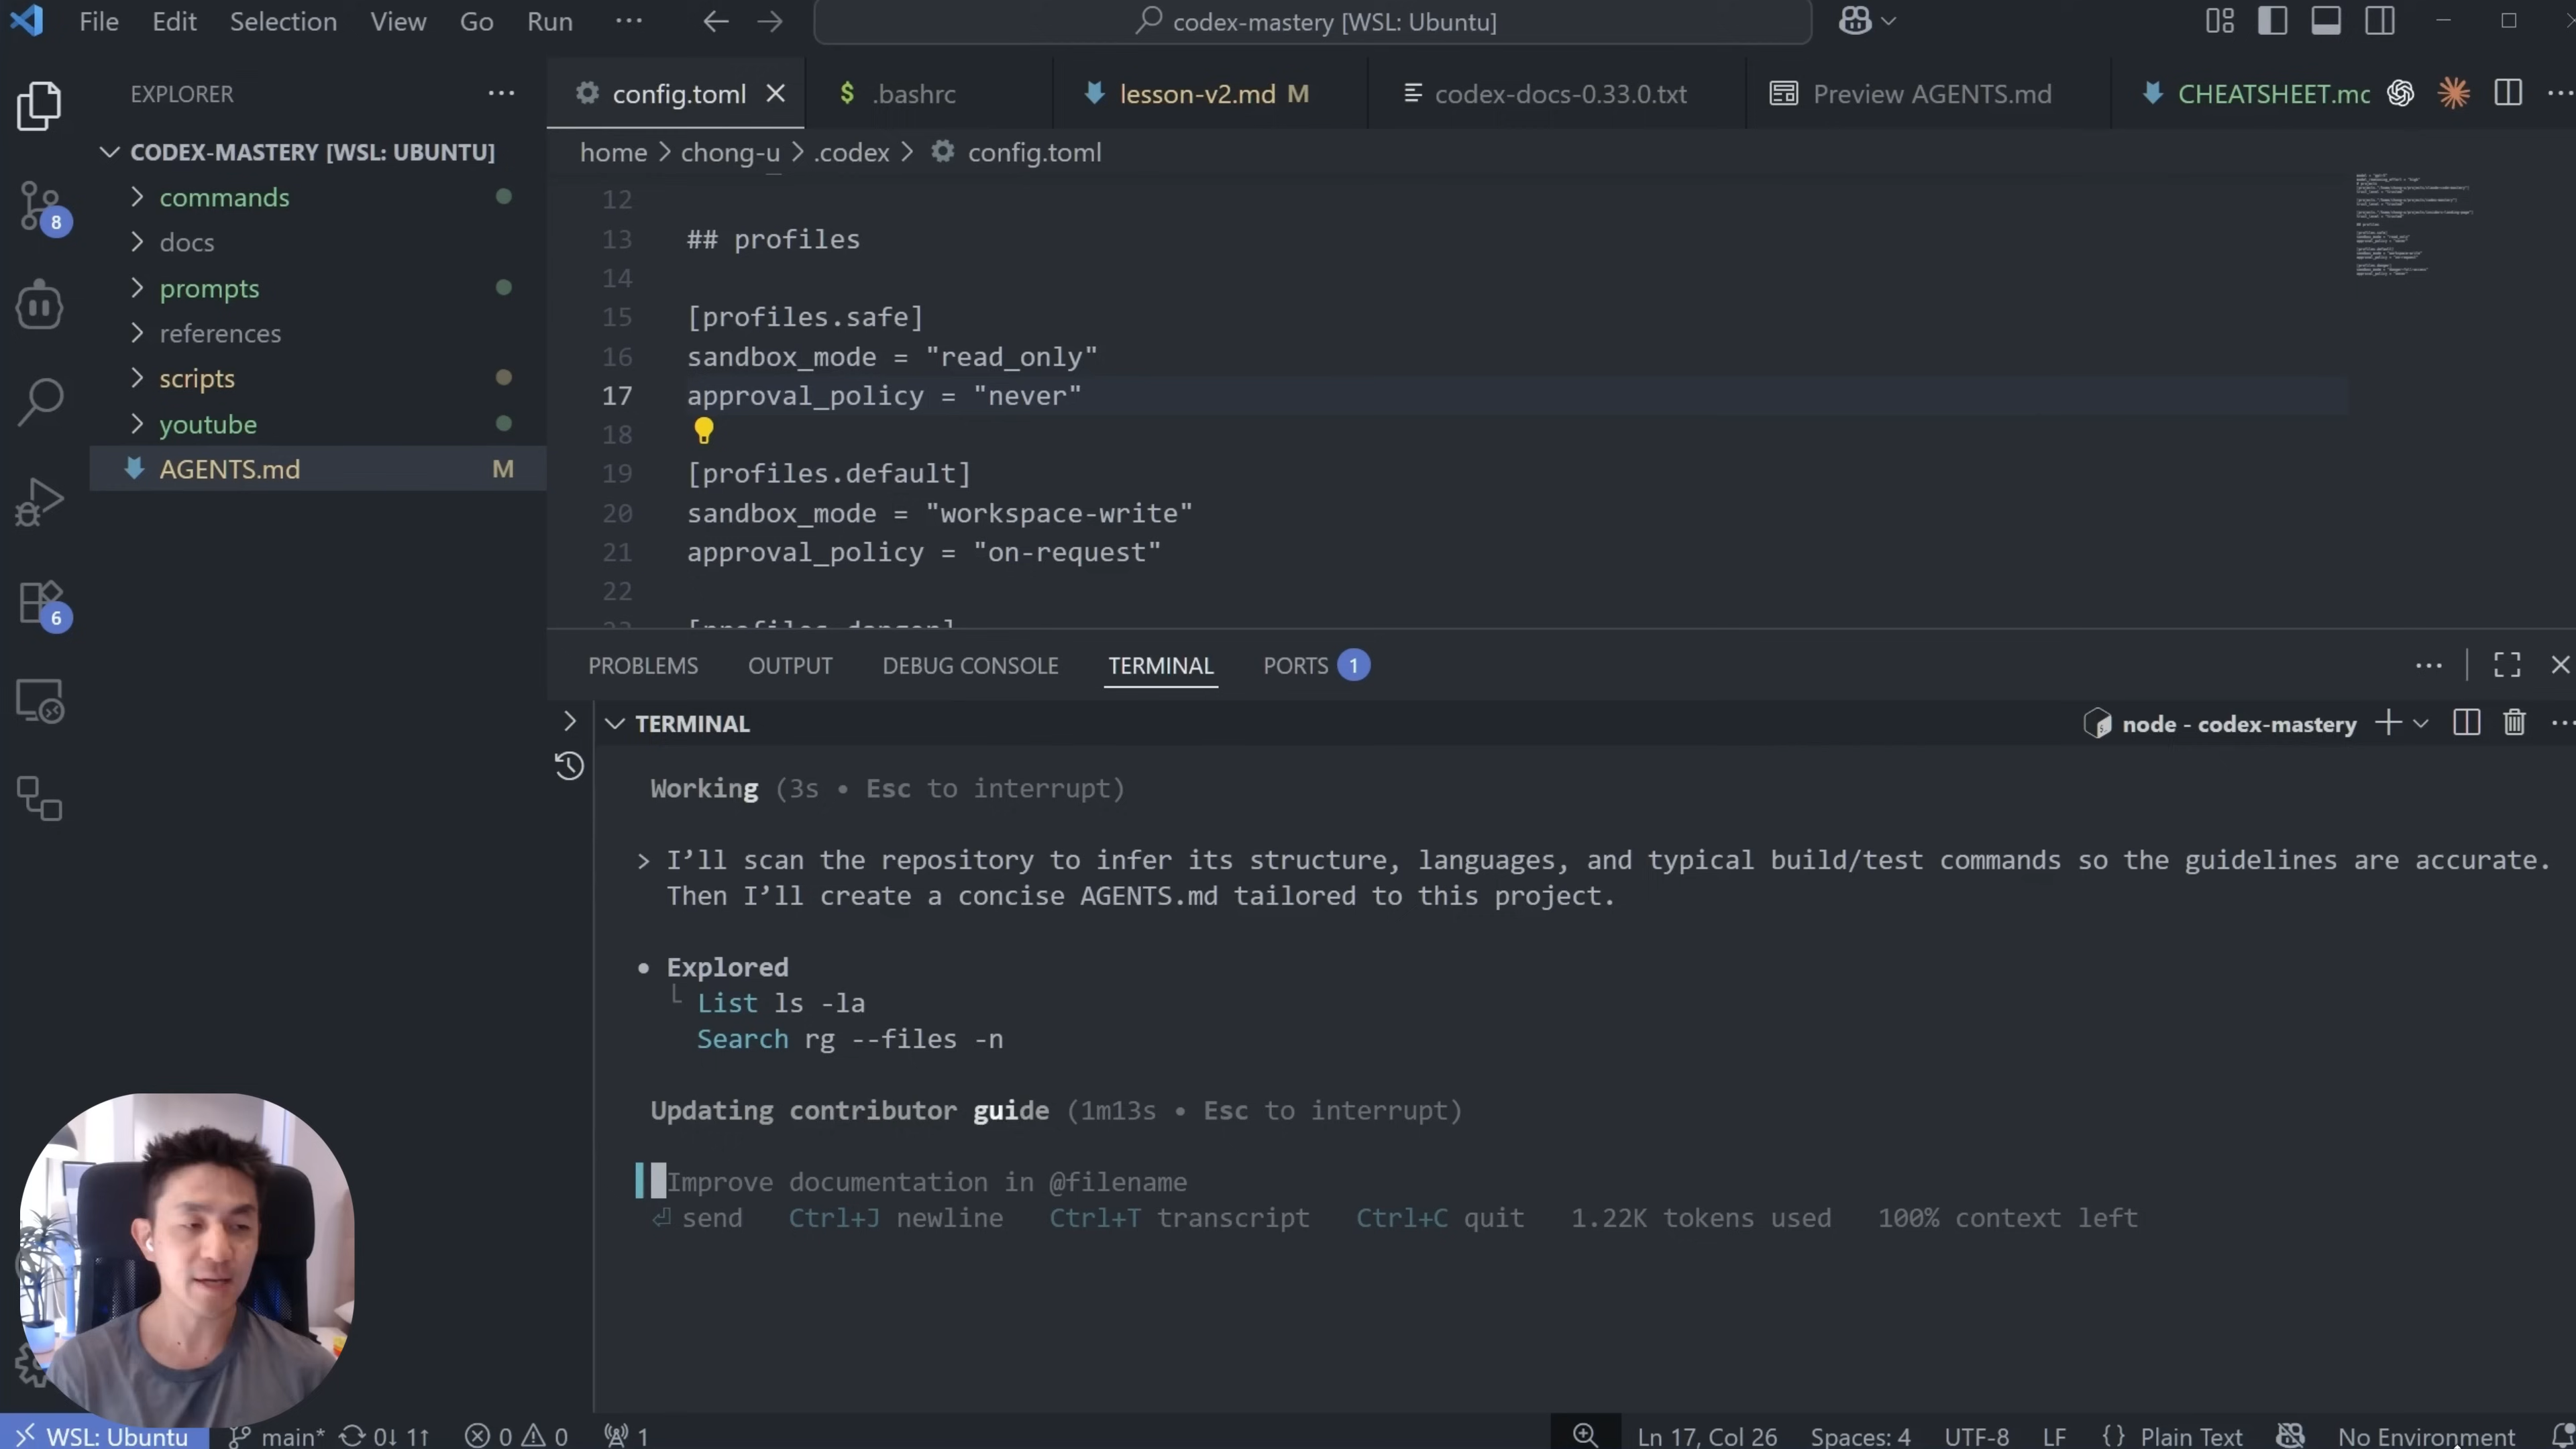 File Edit Selection View Go Run ··· codex-mastery [WSL: Ubuntu]
EXPLORER ···
CODEX-MASTERY [WSL: UBUNTU]
commands
docs
prompts
references
scripts
youtube
AGENTS.md M
8
6
config.toml .bashrc lesson-v2.md M codex-docs-0.33.0.txt Preview AGENTS.md CHEATSHEET.mc ···
home > chong-u > .codex > config.toml
12
13 ## profiles
14
15 [profiles.safe]
16 sandbox_mode = "read_only"
17 approval_policy = "never"
18
19 [profiles.default]
20 sandbox_mode = "workspace-write"
21 approval_policy = "on-request"
22
23 [profiles.danger]
PROBLEMS OUTPUT DEBUG CONSOLE TERMINAL PORTS 1 ···
TERMINAL node - codex-mastery
Working (3s • Esc to interrupt)
> I’ll scan the repository to infer its structure, languages, and typical build/test commands so the guidelines are accurate.
Then I’ll create a concise AGENTS.md tailored to this project.
• Explored
└ List ls -la
Search rg --files -n
Updating contributor guide (1m13s • Esc to interrupt)
Improve documentation in @filename
⏎ send Ctrl+J newline Ctrl+T transcript Ctrl+C quit 1.22K tokens used 100% context left
WSL: Ubuntu main* 0↓ 1↑ 0 0 1 Ln 17, Col 26 Spaces: 4 UTF-8 LF {} Plain Text No Environment